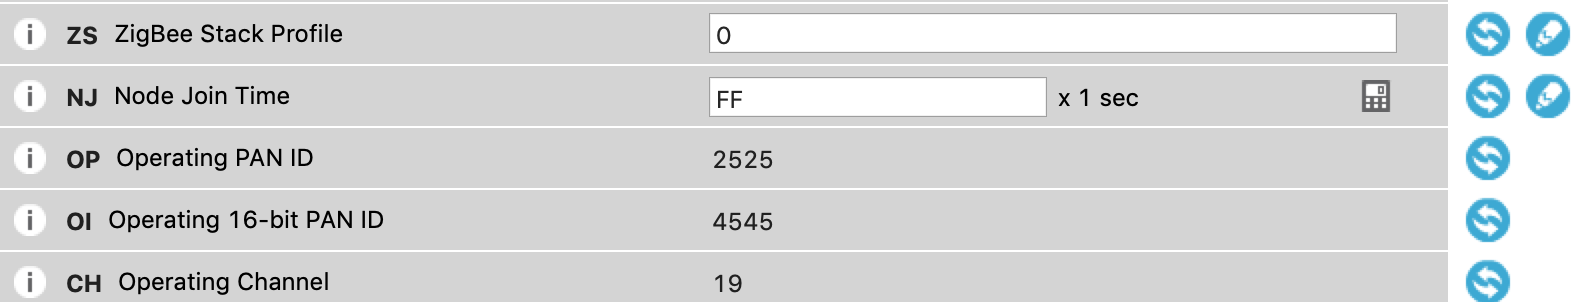 i ZS ZigBee Stack Profile 0
i NJ Node Join Time FF x 1 sec
i OP Operating PAN ID 2525
i OI Operating 16-bit PAN ID 4545
i CH Operating Channel 19